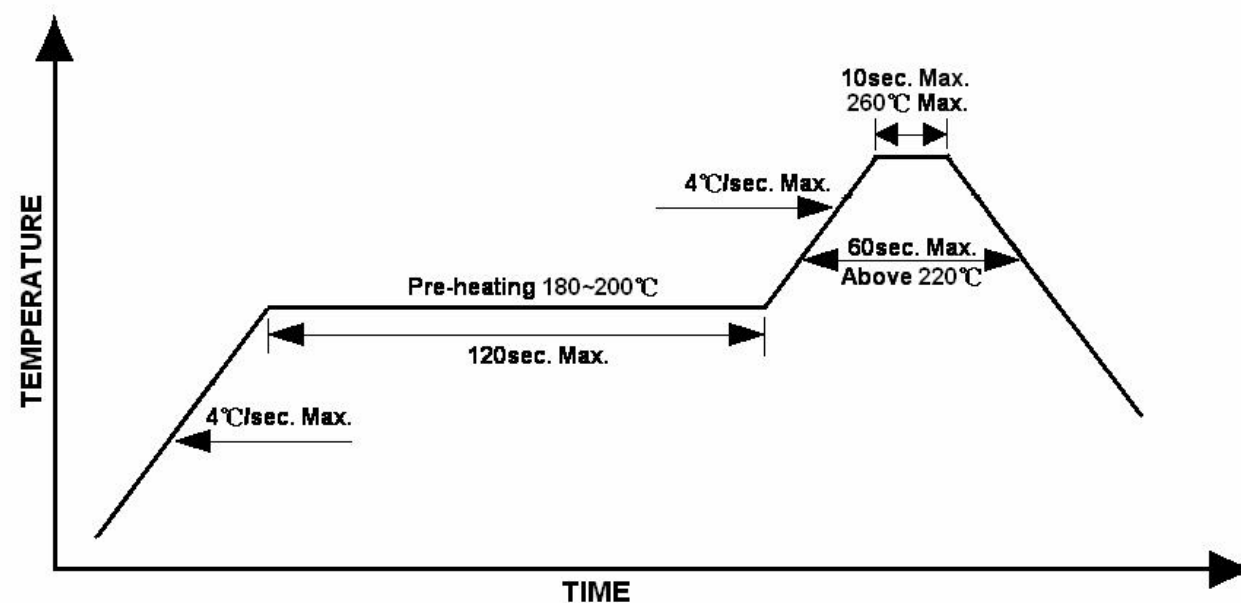 10sec. Max.
260℃ Max.
4℃/sec. Max.
60sec. Max.
Above 220℃
Pre-heating 180~200℃
120sec. Max.
4℃/sec. Max.
TEMPERATURE
TIME